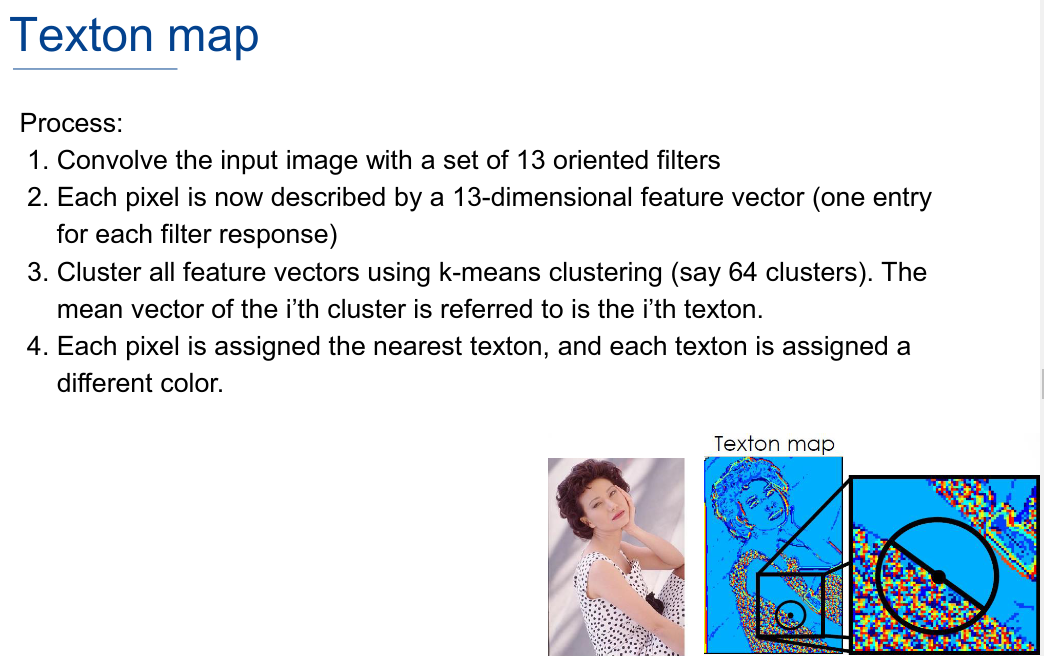 Texton map
Process:
1. Convolve the input image with a set of 13 oriented filters
2. Each pixel is now described by a 13-dimensional feature vector (one entry
for each filter response)
3. Cluster all feature vectors using k-means clustering (say 64 clusters). The
mean vector of the i’th cluster is referred to is the i’th texton.
4. Each pixel is assigned the nearest texton, and each texton is assigned a
different color.
Texton map